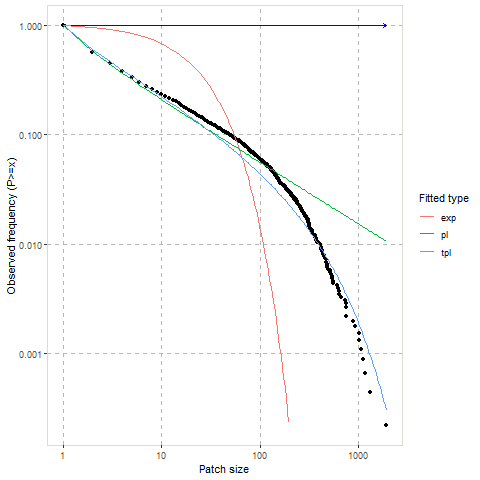 1.000
0.100
0.010
0.001
Observed frequency (P>=x)
1
10
100
1000
Patch size
Fitted type
exp
pl
tpl